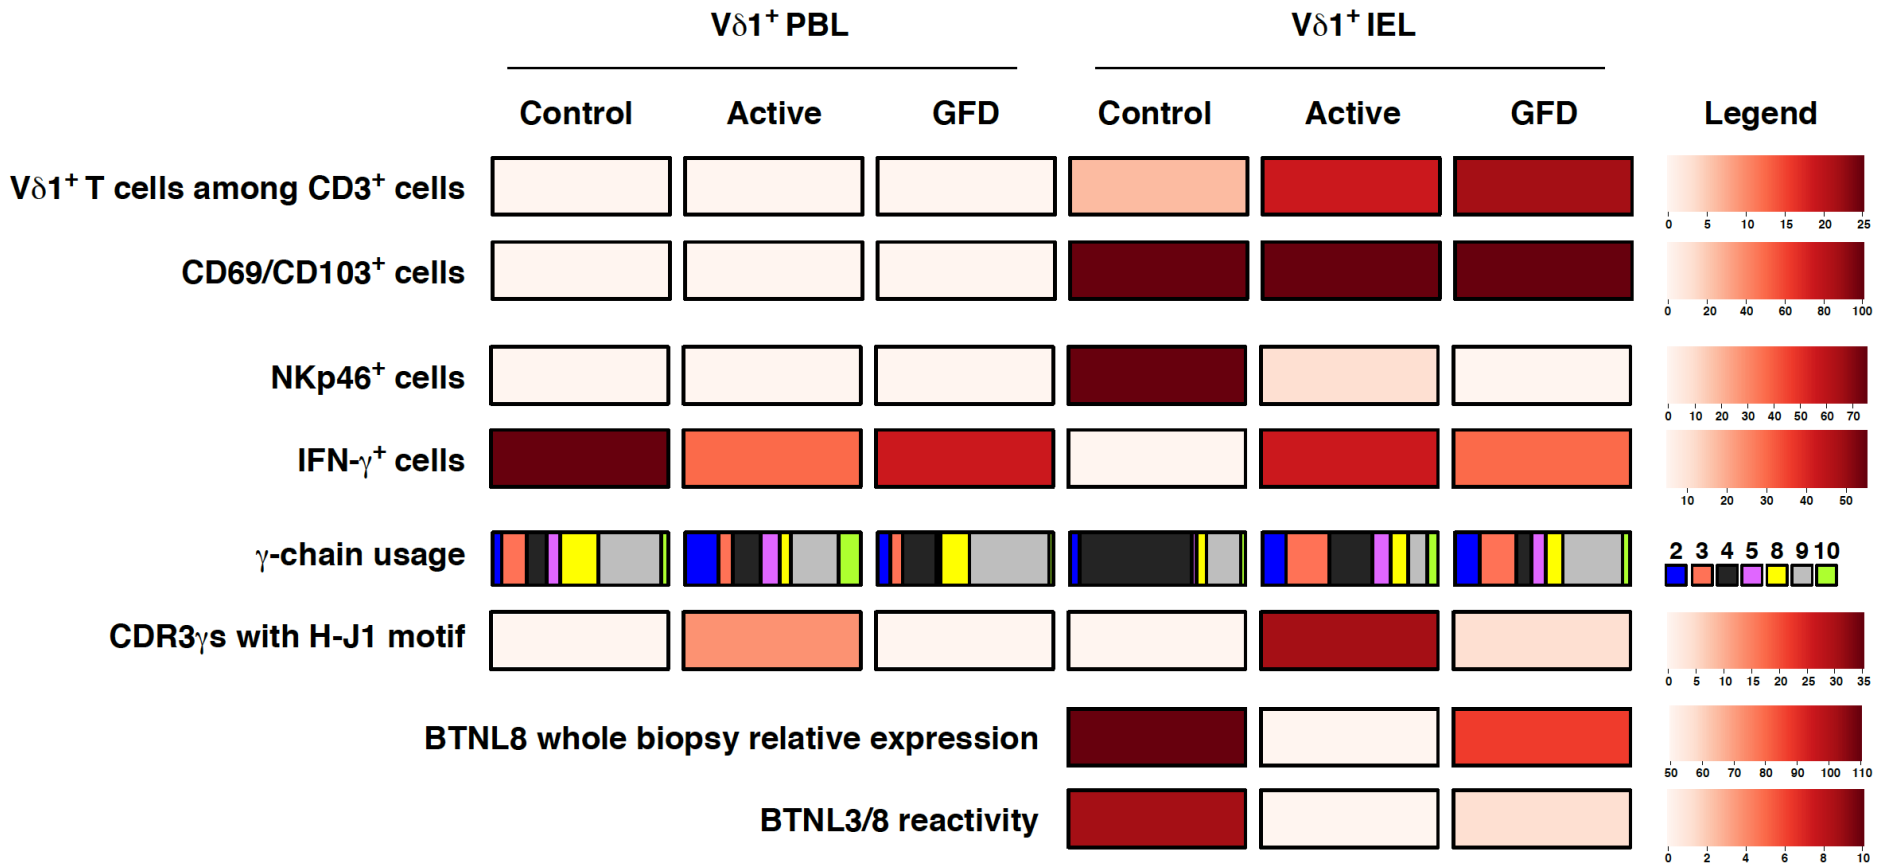 Vδ1⁺ PBL Vδ1⁺ IEL
Control Active GFD Control Active GFD Legend
Vδ1⁺ T cells among CD3⁺ cells
0 5 10 15 20 25
CD69/CD103⁺ cells
0 20 40 60 80 100
NKp46⁺ cells
0 10 20 30 40 50 60 70
IFN-γ⁺ cells
10 20 30 40 50
γ-chain usage
2 3 4 5 8 9 10
CDR3γs with H-J1 motif
0 5 10 15 20 25 30 35
BTNL8 whole biopsy relative expression
50 60 70 80 90 100 110
BTNL3/8 reactivity
0 2 4 6 8 10